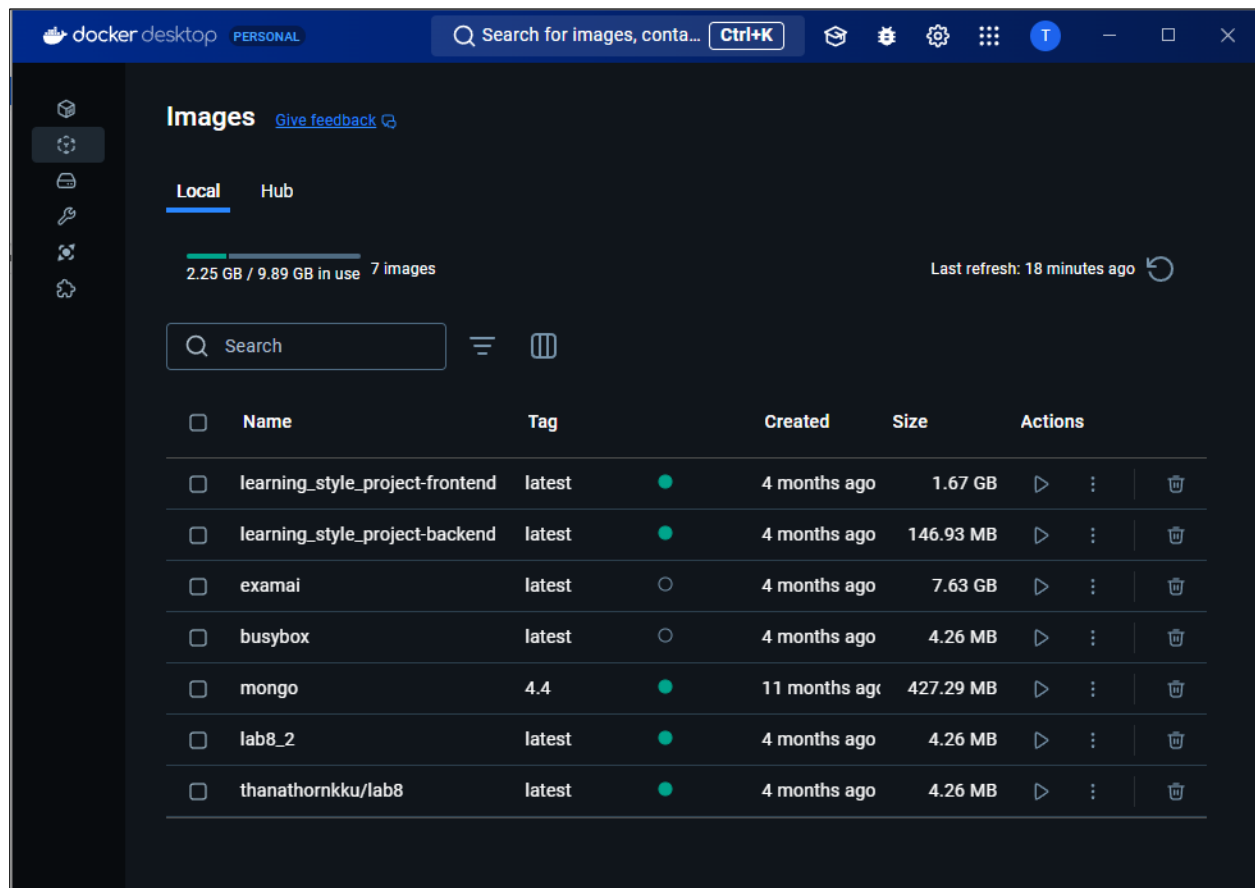 docker desktop PERSONAL Search for images, conta... Ctrl+K T
Images Give feedback
Local Hub
2.25 GB / 9.89 GB in use 7 images Last refresh: 18 minutes ago
Search
Name Tag Created Size Actions
learning_style_project-frontend latest 4 months ago 1.67 GB
learning_style_project-backend latest 4 months ago 146.93 MB
examai latest 4 months ago 7.63 GB
busybox latest 4 months ago 4.26 MB
mongo 4.4 11 months ago 427.29 MB
lab8_2 latest 4 months ago 4.26 MB
thanathornkku/lab8 latest 4 months ago 4.26 MB